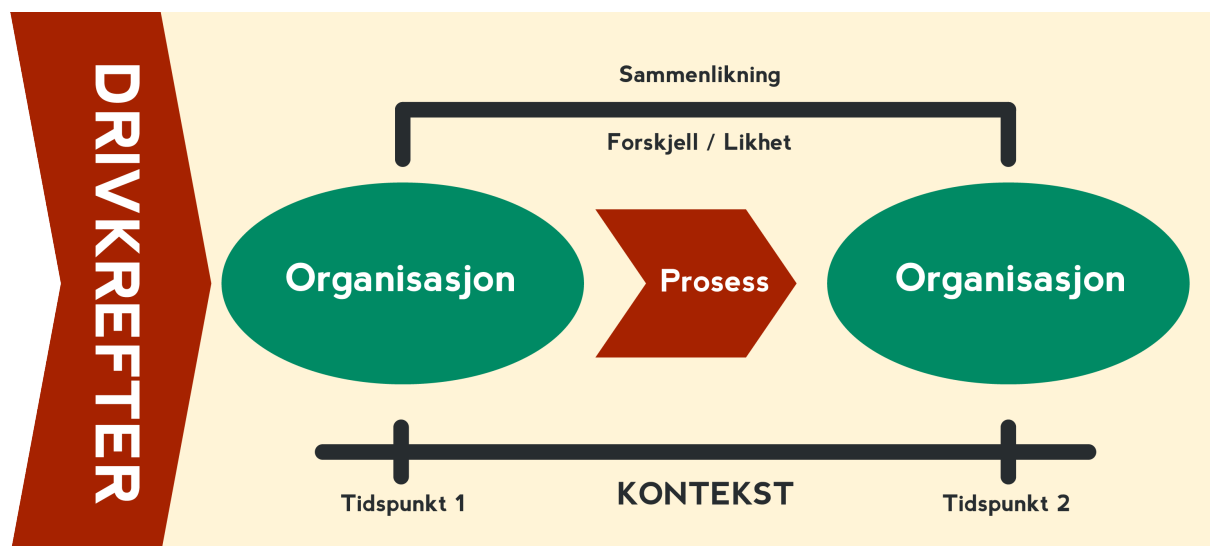 DRIVKREFTER
Sammenlikning
Forskjell / Likhet
Organisasjon
Prosess
Organisasjon
Tidspunkt 1
KONTEKST
Tidspunkt 2